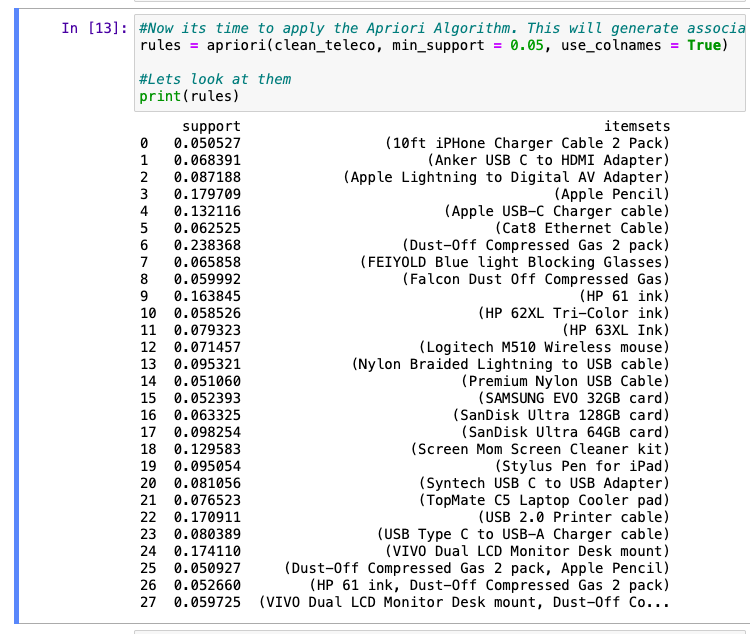 In [13]: #Now its time to apply the Apriori Algorithm. This will generate associa
rules = apriori(clean_teleco, min_support = 0.05, use_colnames = True)
#Lets look at them
print(rules)
support itemsets
0 0.050527 (10ft iPHone Charger Cable 2 Pack)
1 0.068391 (Anker USB C to HDMI Adapter)
2 0.087188 (Apple Lightning to Digital AV Adapter)
3 0.179709 (Apple Pencil)
4 0.132116 (Apple USB-C Charger cable)
5 0.062525 (Cat8 Ethernet Cable)
6 0.238368 (Dust-Off Compressed Gas 2 pack)
7 0.065858 (FEIYOLD Blue light Blocking Glasses)
8 0.059992 (Falcon Dust Off Compressed Gas)
9 0.163845 (HP 61 ink)
10 0.058526 (HP 62XL Tri-Color ink)
11 0.079323 (HP 63XL Ink)
12 0.071457 (Logitech M510 Wireless mouse)
13 0.095321 (Nylon Braided Lightning to USB cable)
14 0.051060 (Premium Nylon USB Cable)
15 0.052393 (SAMSUNG EVO 32GB card)
16 0.063325 (SanDisk Ultra 128GB card)
17 0.098254 (SanDisk Ultra 64GB card)
18 0.129583 (Screen Mom Screen Cleaner kit)
19 0.095054 (Stylus Pen for iPad)
20 0.081056 (Syntech USB C to USB Adapter)
21 0.076523 (TopMate C5 Laptop Cooler pad)
22 0.170911 (USB 2.0 Printer cable)
23 0.080389 (USB Type C to USB-A Charger cable)
24 0.174110 (VIVO Dual LCD Monitor Desk mount)
25 0.050927 (Dust-Off Compressed Gas 2 pack, Apple Pencil)
26 0.052660 (HP 61 ink, Dust-Off Compressed Gas 2 pack)
27 0.059725 (VIVO Dual LCD Monitor Desk mount, Dust-Off Co...